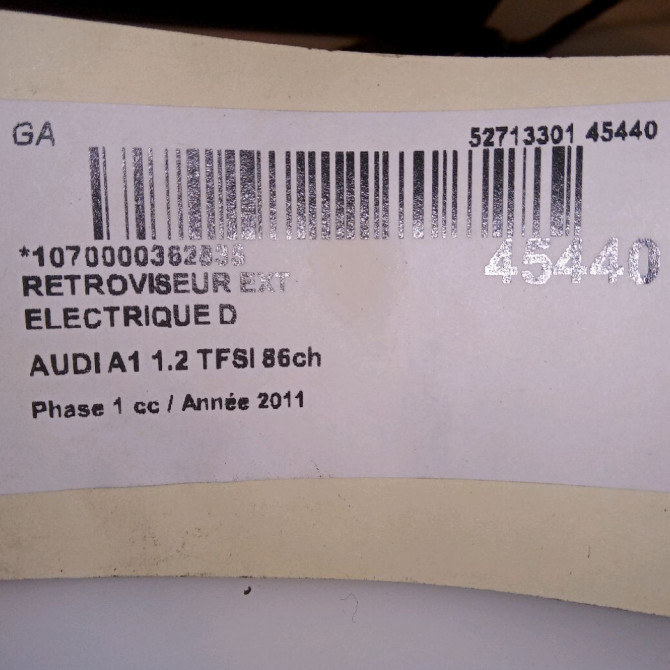 GA
52713301 45440
45440
RETROVISEUR EXT
ELECTRIQUE D
AUDI A1 1.2 TFSI 86ch
Phase 1 cc / Année 2011